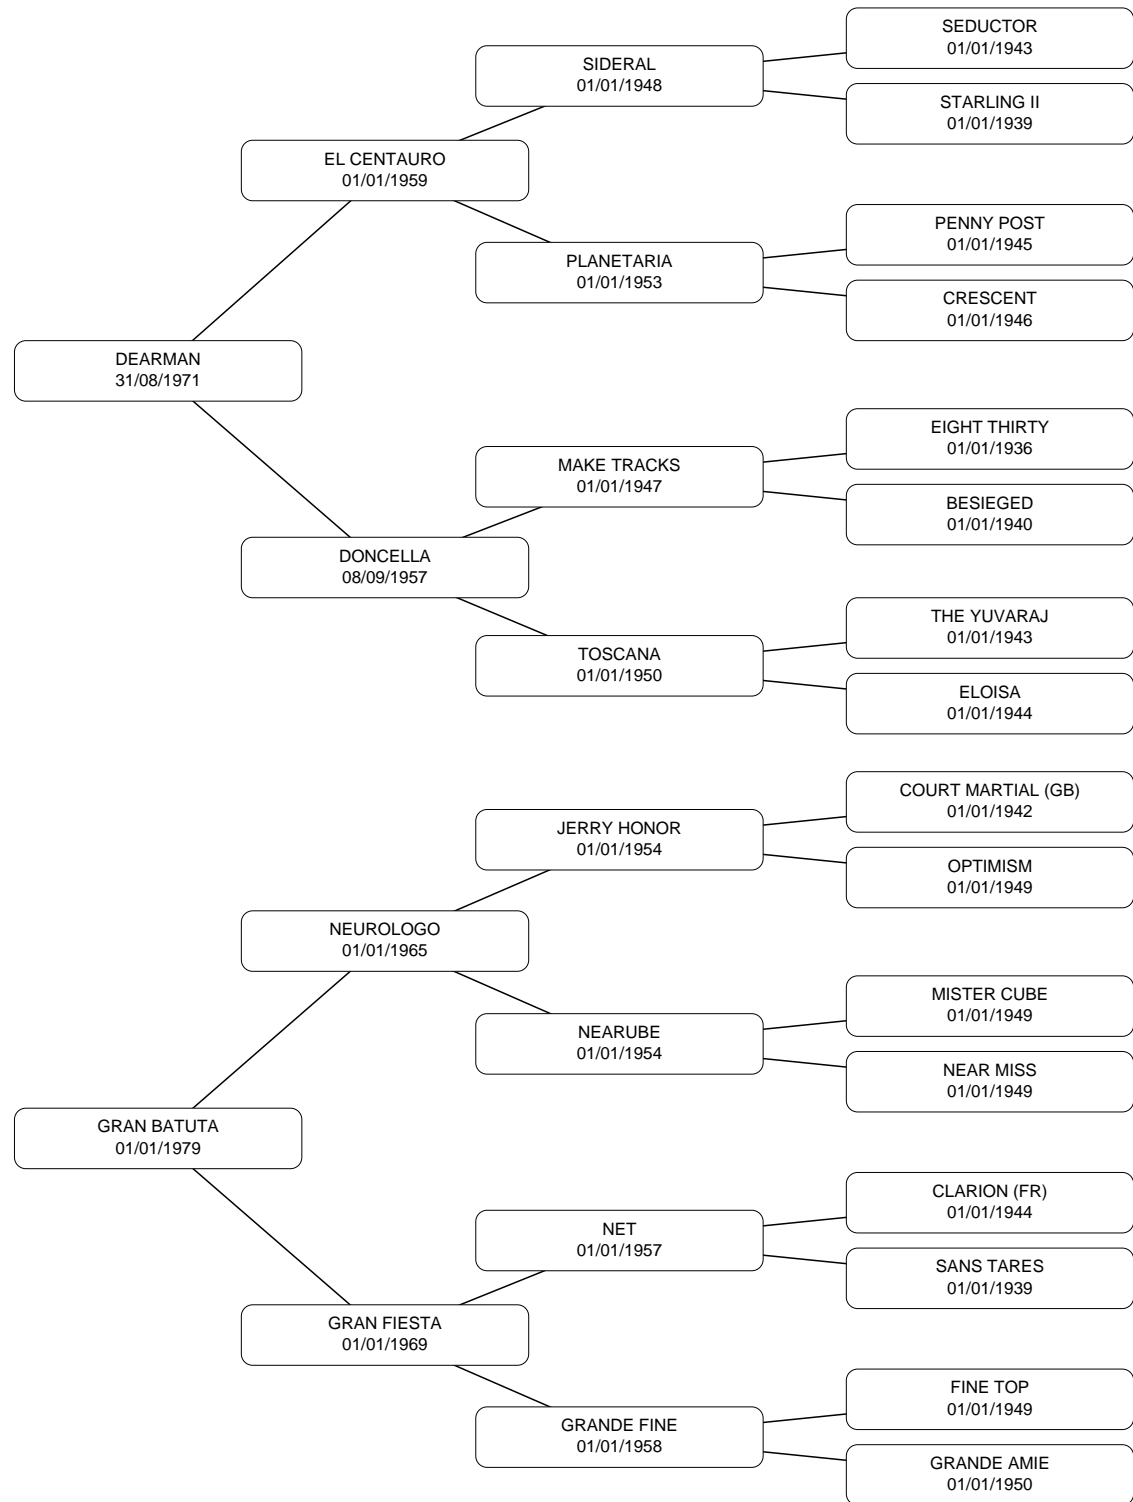 SEDUCTOR
01/01/1943
SIDERAL
01/01/1948
STARLING II
01/01/1939
EL CENTAURO
01/01/1959
PENNY POST
01/01/1945
PLANETARIA
01/01/1953
CRESCENT
01/01/1946
DEARMAN
31/08/1971
EIGHT THIRTY
01/01/1936
MAKE TRACKS
01/01/1947
BESIEGED
01/01/1940
DONCELLA
08/09/1957
THE YUVARAJ
01/01/1943
TOSCANA
01/01/1950
ELOISA
01/01/1944
COURT MARTIAL (GB)
01/01/1942
JERRY HONOR
01/01/1954
OPTIMISM
01/01/1949
NEUROLOGO
01/01/1965
MISTER CUBE
01/01/1949
NEARUBE
01/01/1954
NEAR MISS
01/01/1949
GRAN BATUTA
01/01/1979
CLARION (FR)
01/01/1944
NET
01/01/1957
SANS TARES
01/01/1939
GRAN FIESTA
01/01/1969
FINE TOP
01/01/1949
GRANDE FINE
01/01/1958
GRANDE AMIE
01/01/1950